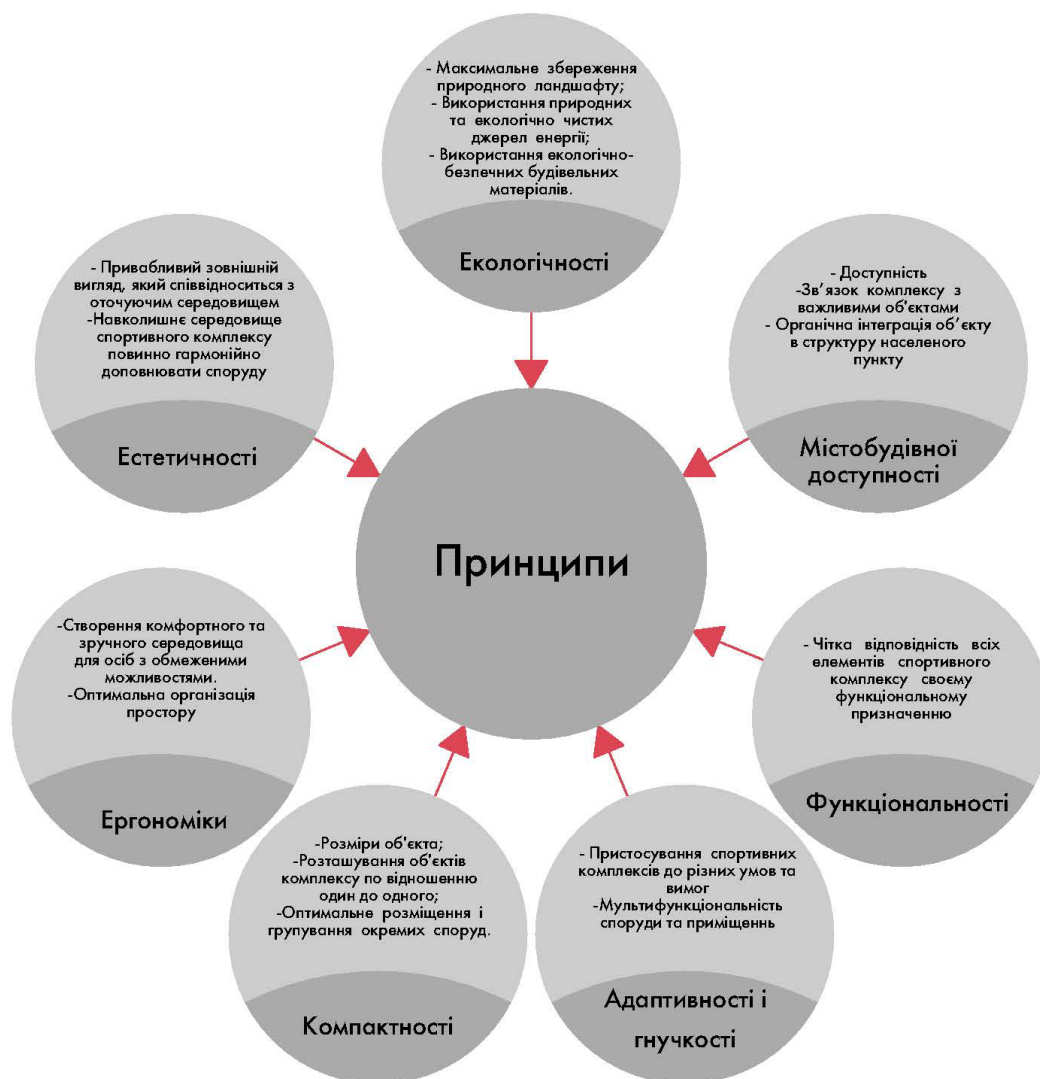 - Максимальне збереження
природного ландшафту;
- Використання природних
та екологічно чистих
джерел енергії;
- Використання екологічно-
безпечних будівельних
матеріалів.
Екологічності
- Привабливий зовнішній
вигляд, який співвідноситься з
оточуючим середовищем
-Навколишнє середовище
спортивного комплексу
повинно гармонійно
доповнювати споруду
Естетичності
- Доступність
-Зв’язок комплексу з
важливими об'єктами
- Органічна інтеграція об’єкту
в структуру населеного
пункту
Містобудівної
доступності
Принципи
-Створення комфортного та
зручного середовища
для осіб з обмеженими
можливостями.
-Оптимальна організація
простору
Ергономіки
- Чітка відповідність всіх
елементів спортивного
комплексу своєму
функціональному
призначенню
Функціональності
-Розміри об'єкта;
-Розташування об'єктів
комплексу по відношенню
один до одного;
-Оптимальне розміщення і
групування окремих споруд.
Компактності
- Пристосування спортивних
комплексів до різних умов та
вимог
-Мультифункціональність
споруди та приміщеннь
Адаптивності і
гнучкості